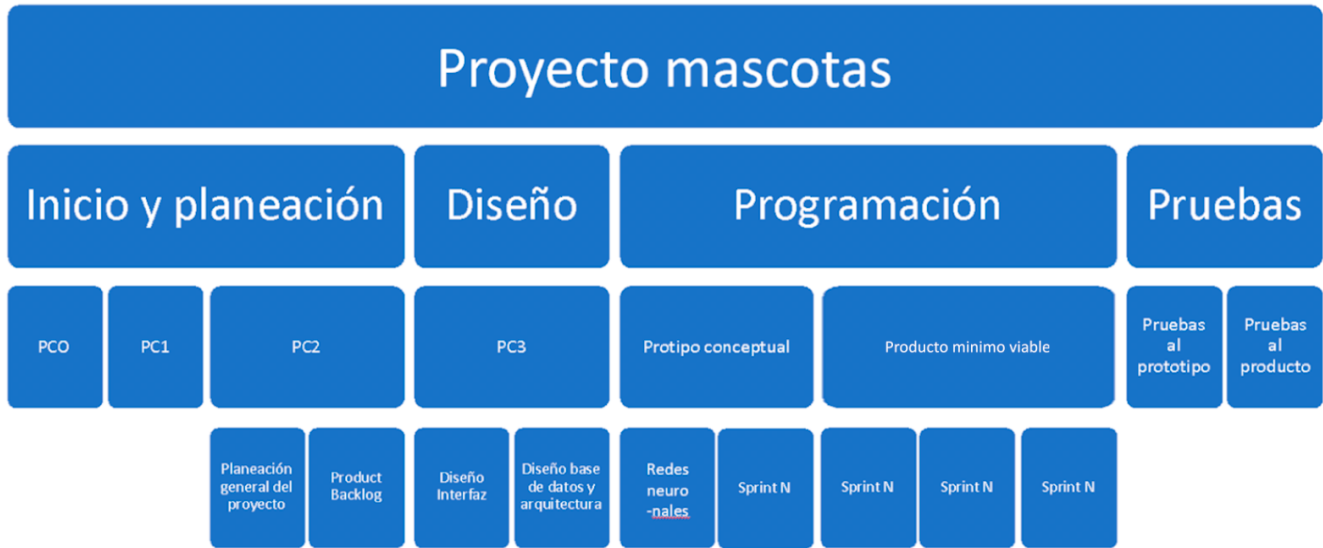 Proyecto mascotas
Inicio y planeación
Diseño
Programación
Pruebas
PCO
PC1
PC2
PC3
Protipo conceptual
Producto minimo viable
Pruebas
al
prototipo
Pruebas
al
producto
Planeación
general del
proyecto
Product
Backlog
Diseño
Interfaz
Diseño base
de datos y
arquitectura
Redes
neuro
-nales
Sprint N
Sprint N
Sprint N
Sprint N